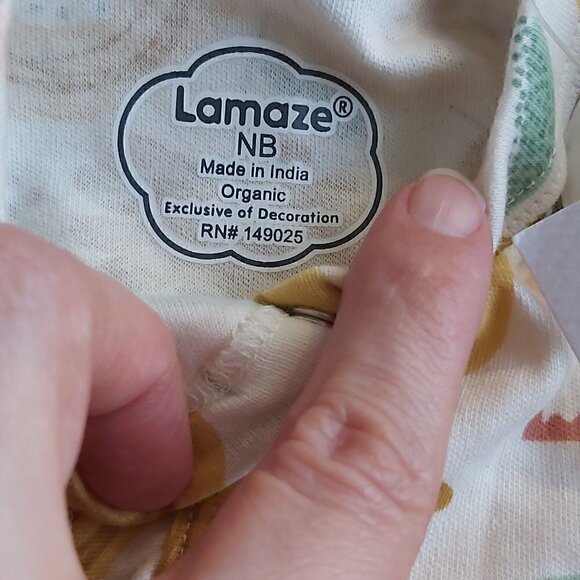 Lamaze®
NB
Made in India
Organic
Exclusive of Decoration
RN# 149025